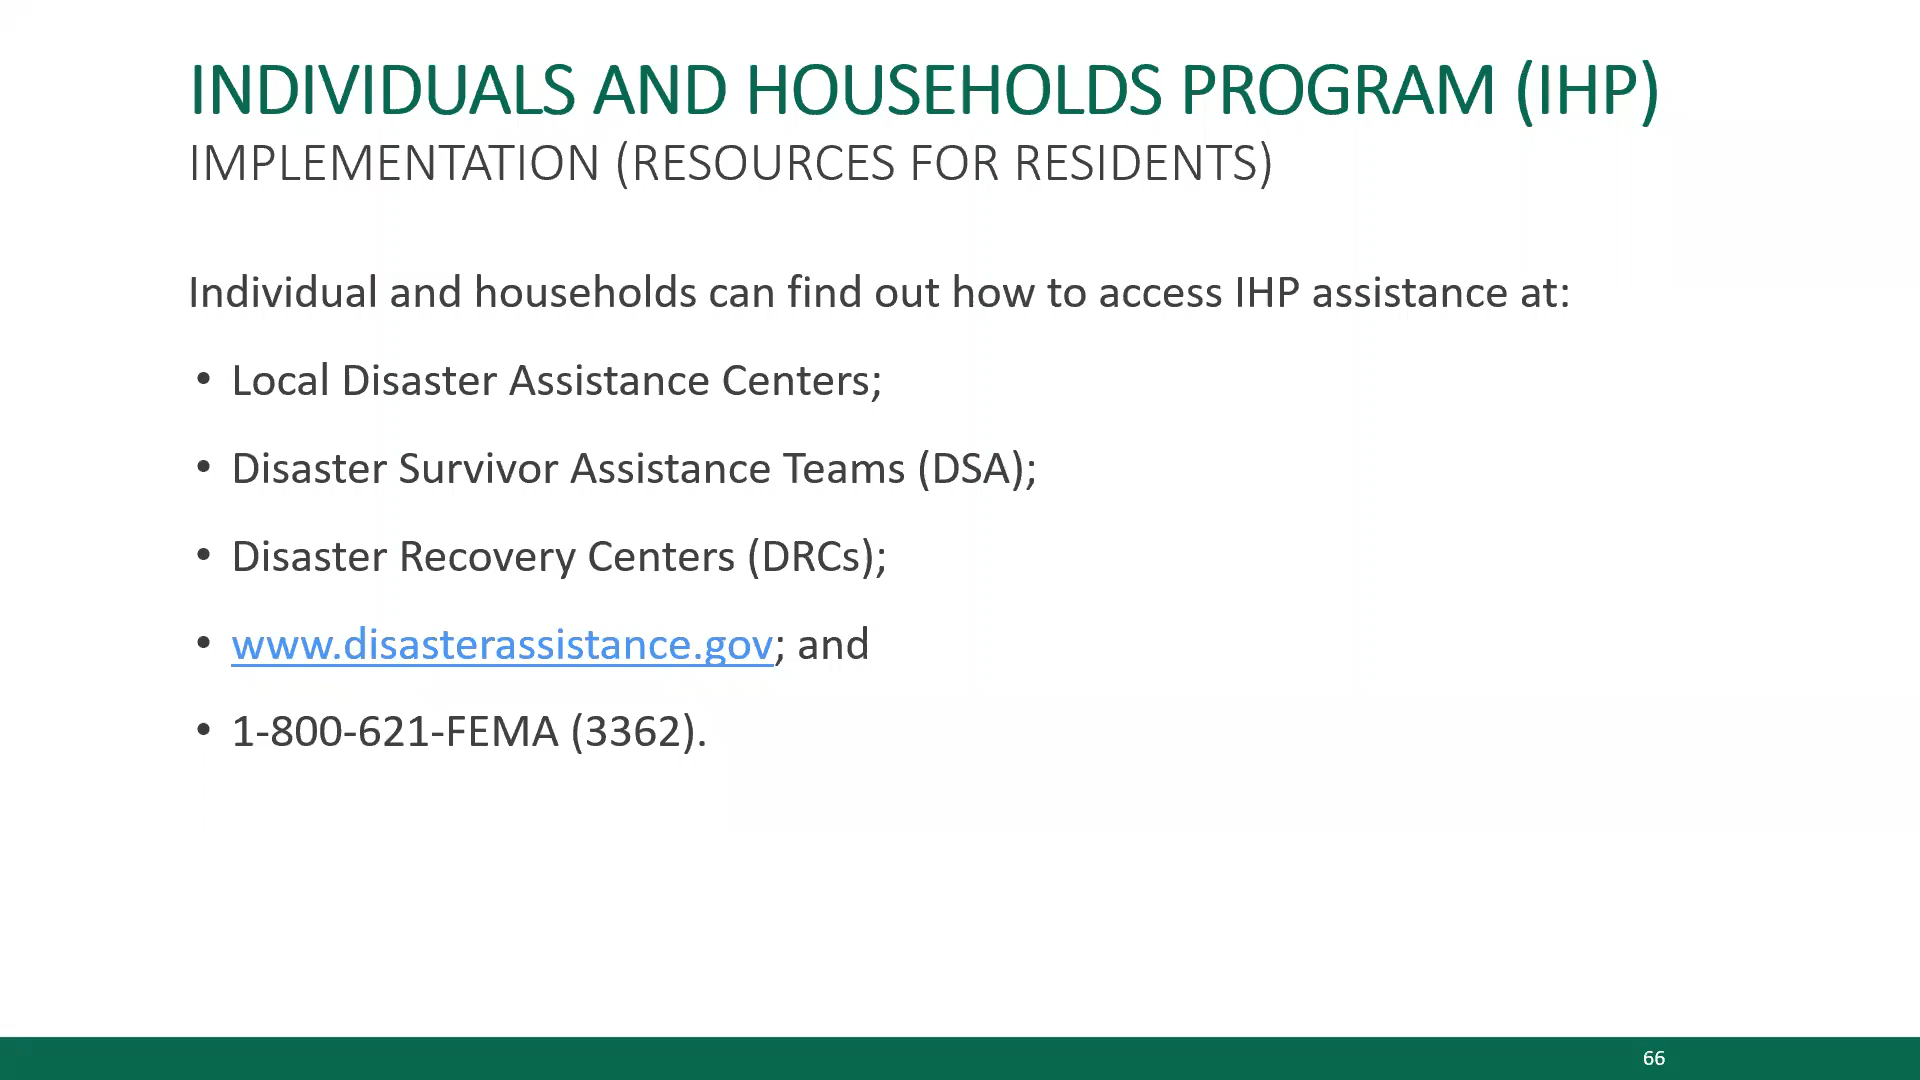 INDIVIDUALS AND HOUSEHOLDS PROGRAM (IHP)
IMPLEMENTATION (RESOURCES FOR RESIDENTS)
Individual and households can find out how to access IHP assistance at:
• Local Disaster Assistance Centers;
• Disaster Survivor Assistance Teams (DSA);
• Disaster Recovery Centers (DRCs);
• www.disasterassistance.gov; and
• 1-800-621-FEMA (3362).
66